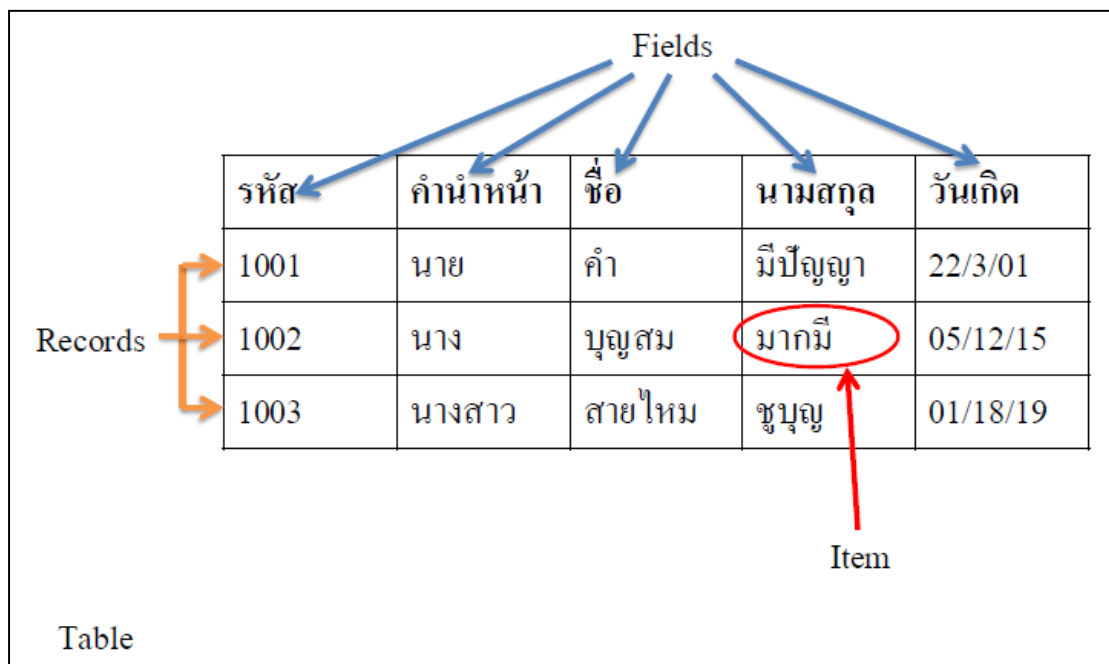 Fields
รหัส คำนำหน้า ชื่อ นามสกุล วันเกิด
1001 นาย คำ มีปัญญา 22/3/01
Records 1002 นาง บุญสม มากมี 05/12/15
1003 นางสาว สายไหม ชูบุญ 01/18/19
Item
Table